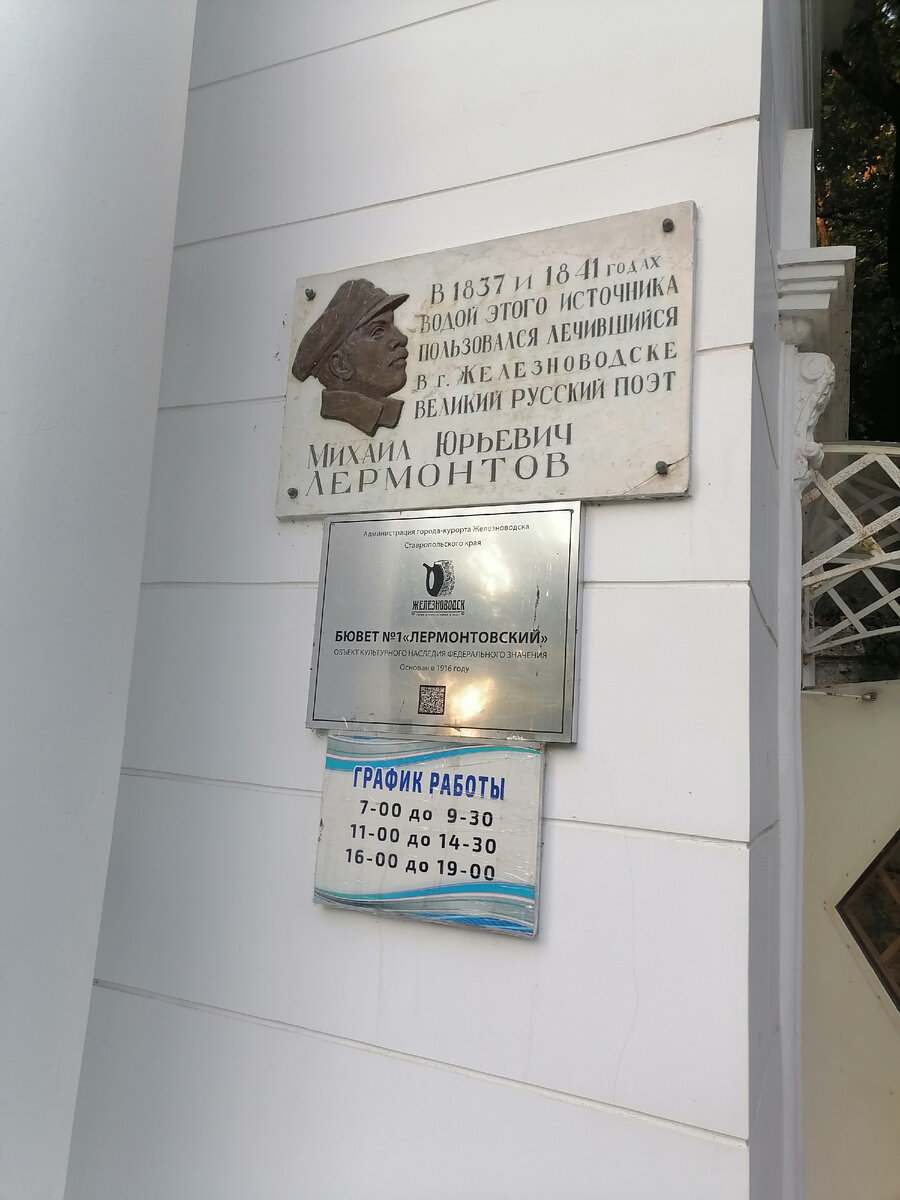 В 1837 и 1841 годах
водой этого источника
пользовался лечившийся
в г. Железноводске
великий русский поэт
Михаил Юрьевич
Лермонтов
Администрация города-курорта Железноводска
Ставропольского края
ЖЕЛЕЗНОВОДСК
БЮВЕТ №1«ЛЕРМОНТОВСКИЙ»
ОБЪЕКТ КУЛЬТУРНОГО НАСЛЕДИЯ ФЕДЕРАЛЬНОГО ЗНАЧЕНИЯ
Основан в 1916 году
ГРАФИК РАБОТЫ
7-00 до 9-30
11-00 до 14-30
16-00 до 19-00